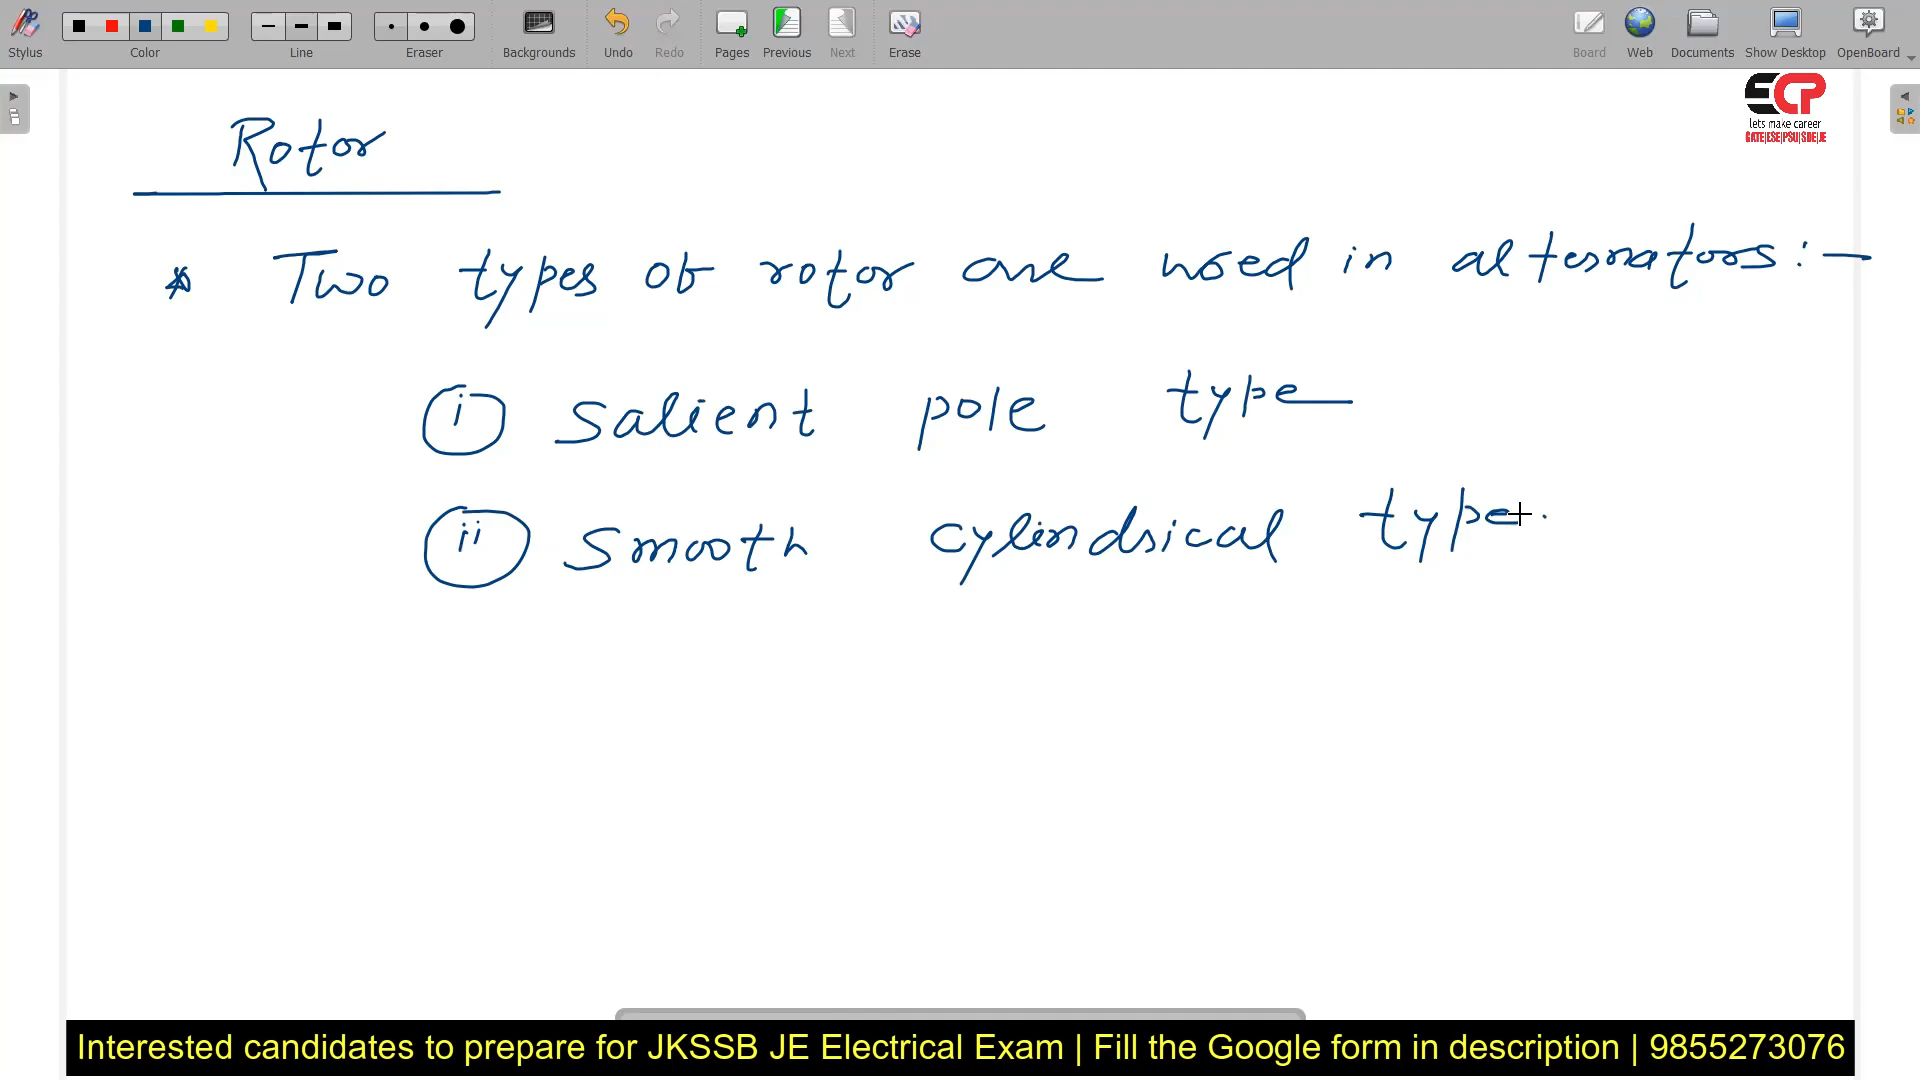 Stylus Color Line Eraser Backgrounds Undo Redo Pages Previous Next Erase Board Web Documents Show Desktop OpenBoard
ECP
lets make career
GATE|ESE|PSU|SDE|JE
Rotor
* Two types of rotor are used in alternators:-
(i) Salient pole type
(ii) Smooth cylindrical type.
Interested candidates to prepare for JKSSB JE Electrical Exam | Fill the Google form in description | 9855273076